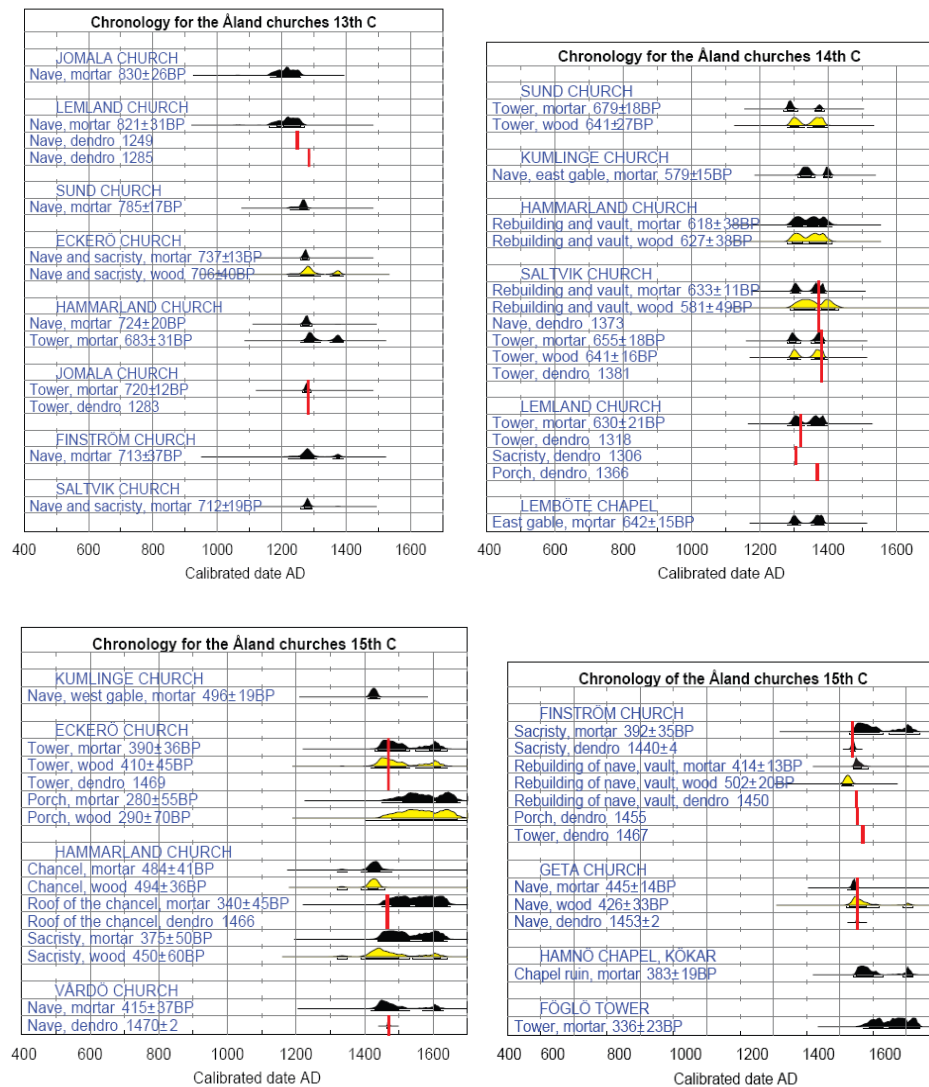 Chronology for the Åland churches 13th C
JOMALA CHURCH
Nave, mortar 830±26BP
LEMLAND CHURCH
Nave, mortar 821±31BP
Nave, dendro 1249
Nave, dendro 1285
SUND CHURCH
Nave, mortar 785±17BP
ECKERÖ CHURCH
Nave and sacristy, mortar 737±13BP
Nave and sacristy, wood 706±40BP
HAMMARLAND CHURCH
Nave, mortar 724±20BP
Tower, mortar 683±31BP
JOMALA CHURCH
Tower, mortar 720±12BP
Tower, dendro 1283
FINSTRÖM CHURCH
Nave, mortar 713±37BP
SALTVIK CHURCH
Nave and sacristy, mortar 712±19BP
400 600 800 1000 1200 1400 1600
Calibrated date AD
Chronology for the Åland churches 14th C
SUND CHURCH
Tower, mortar 679±18BP
Tower, wood 641±27BP
KUMLINGE CHURCH
Nave, east gable, mortar 579±15BP
HAMMARLAND CHURCH
Rebuilding and vault, mortar 618±38BP
Rebuilding and vault, wood 627±38BP
SALTVIK CHURCH
Rebuilding and vault, mortar 633±11BP
Rebuilding and vault, wood 581±49BP
Nave, dendro 1373
Tower, mortar 655±18BP
Tower, wood 641±16BP
Tower, dendro 1381
LEMLAND CHURCH
Tower, mortar 630±21BP
Tower, dendro 1318
Sacristy, dendro 1306
Porch, dendro 1366
LEMBÖTE CHAPEL
East gable, mortar 642±15BP
400 600 800 1000 1200 1400 1600
Calibrated date AD
Chronology for the Åland churches 15th C
KUMLINGE CHURCH
Nave, west gable, mortar 496±19BP
ECKERÖ CHURCH
Tower, mortar 390±36BP
Tower, wood 410±45BP
Tower, dendro 1469
Porch, mortar 280±55BP
Porch, wood 290±70BP
HAMMARLAND CHURCH
Chancel, mortar 484±41BP
Chancel, wood 494±36BP
Roof of the chancel, mortar 340±45BP
Roof of the chancel, dendro 1466
Sacristy, mortar 375±50BP
Sacristy, wood 450±60BP
VÅRDÖ CHURCH
Nave, mortar 415±37BP
Nave, dendro 1470±2
400 600 800 1000 1200 1400 1600
Calibrated date AD
Chronology of the Åland churches 15th C
FINSTRÖM CHURCH
Sacristy, mortar 392±35BP
Sacristy, dendro 1440±4
Rebuilding of nave, vault, mortar 414±13BP
Rebuilding of nave, vault, wood 502±20BP
Rebuilding of nave, vault, dendro 1450
Porch, dendro 1455
Tower, dendro 1467
GETA CHURCH
Nave, mortar 445±14BP
Nave, wood 426±33BP
Nave, dendro 1453±2
HAMNÖ CHAPEL, KÖKAR
Chapel ruin, mortar 383±19BP
FÖGLÖ TOWER
Tower, mortar 336±23BP
400 600 800 1000 1200 1400 1600
Calibrated date AD